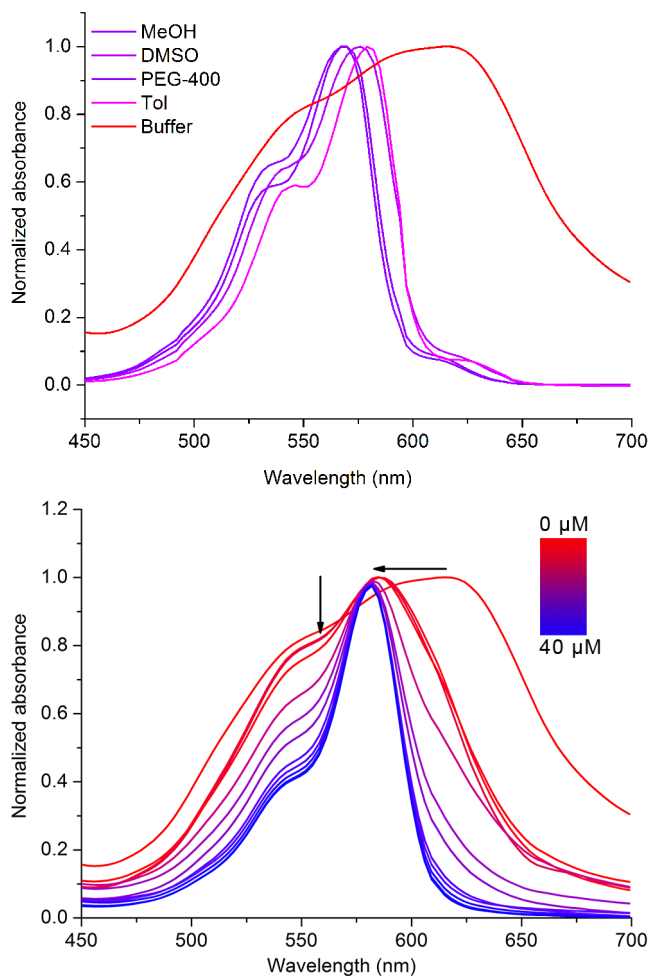 MeOH
DMSO
PEG-400
Tol
Buffer
Normalized absorbance
1.0
0.8
0.6
0.4
0.2
0.0
450 500 550 600 650 700
Wavelength (nm)
1.2
1.0
0.8
0.6
0.4
0.2
0.0
Normalized absorbance
0 µM
40 µM
450 500 550 600 650 700
Wavelength (nm)